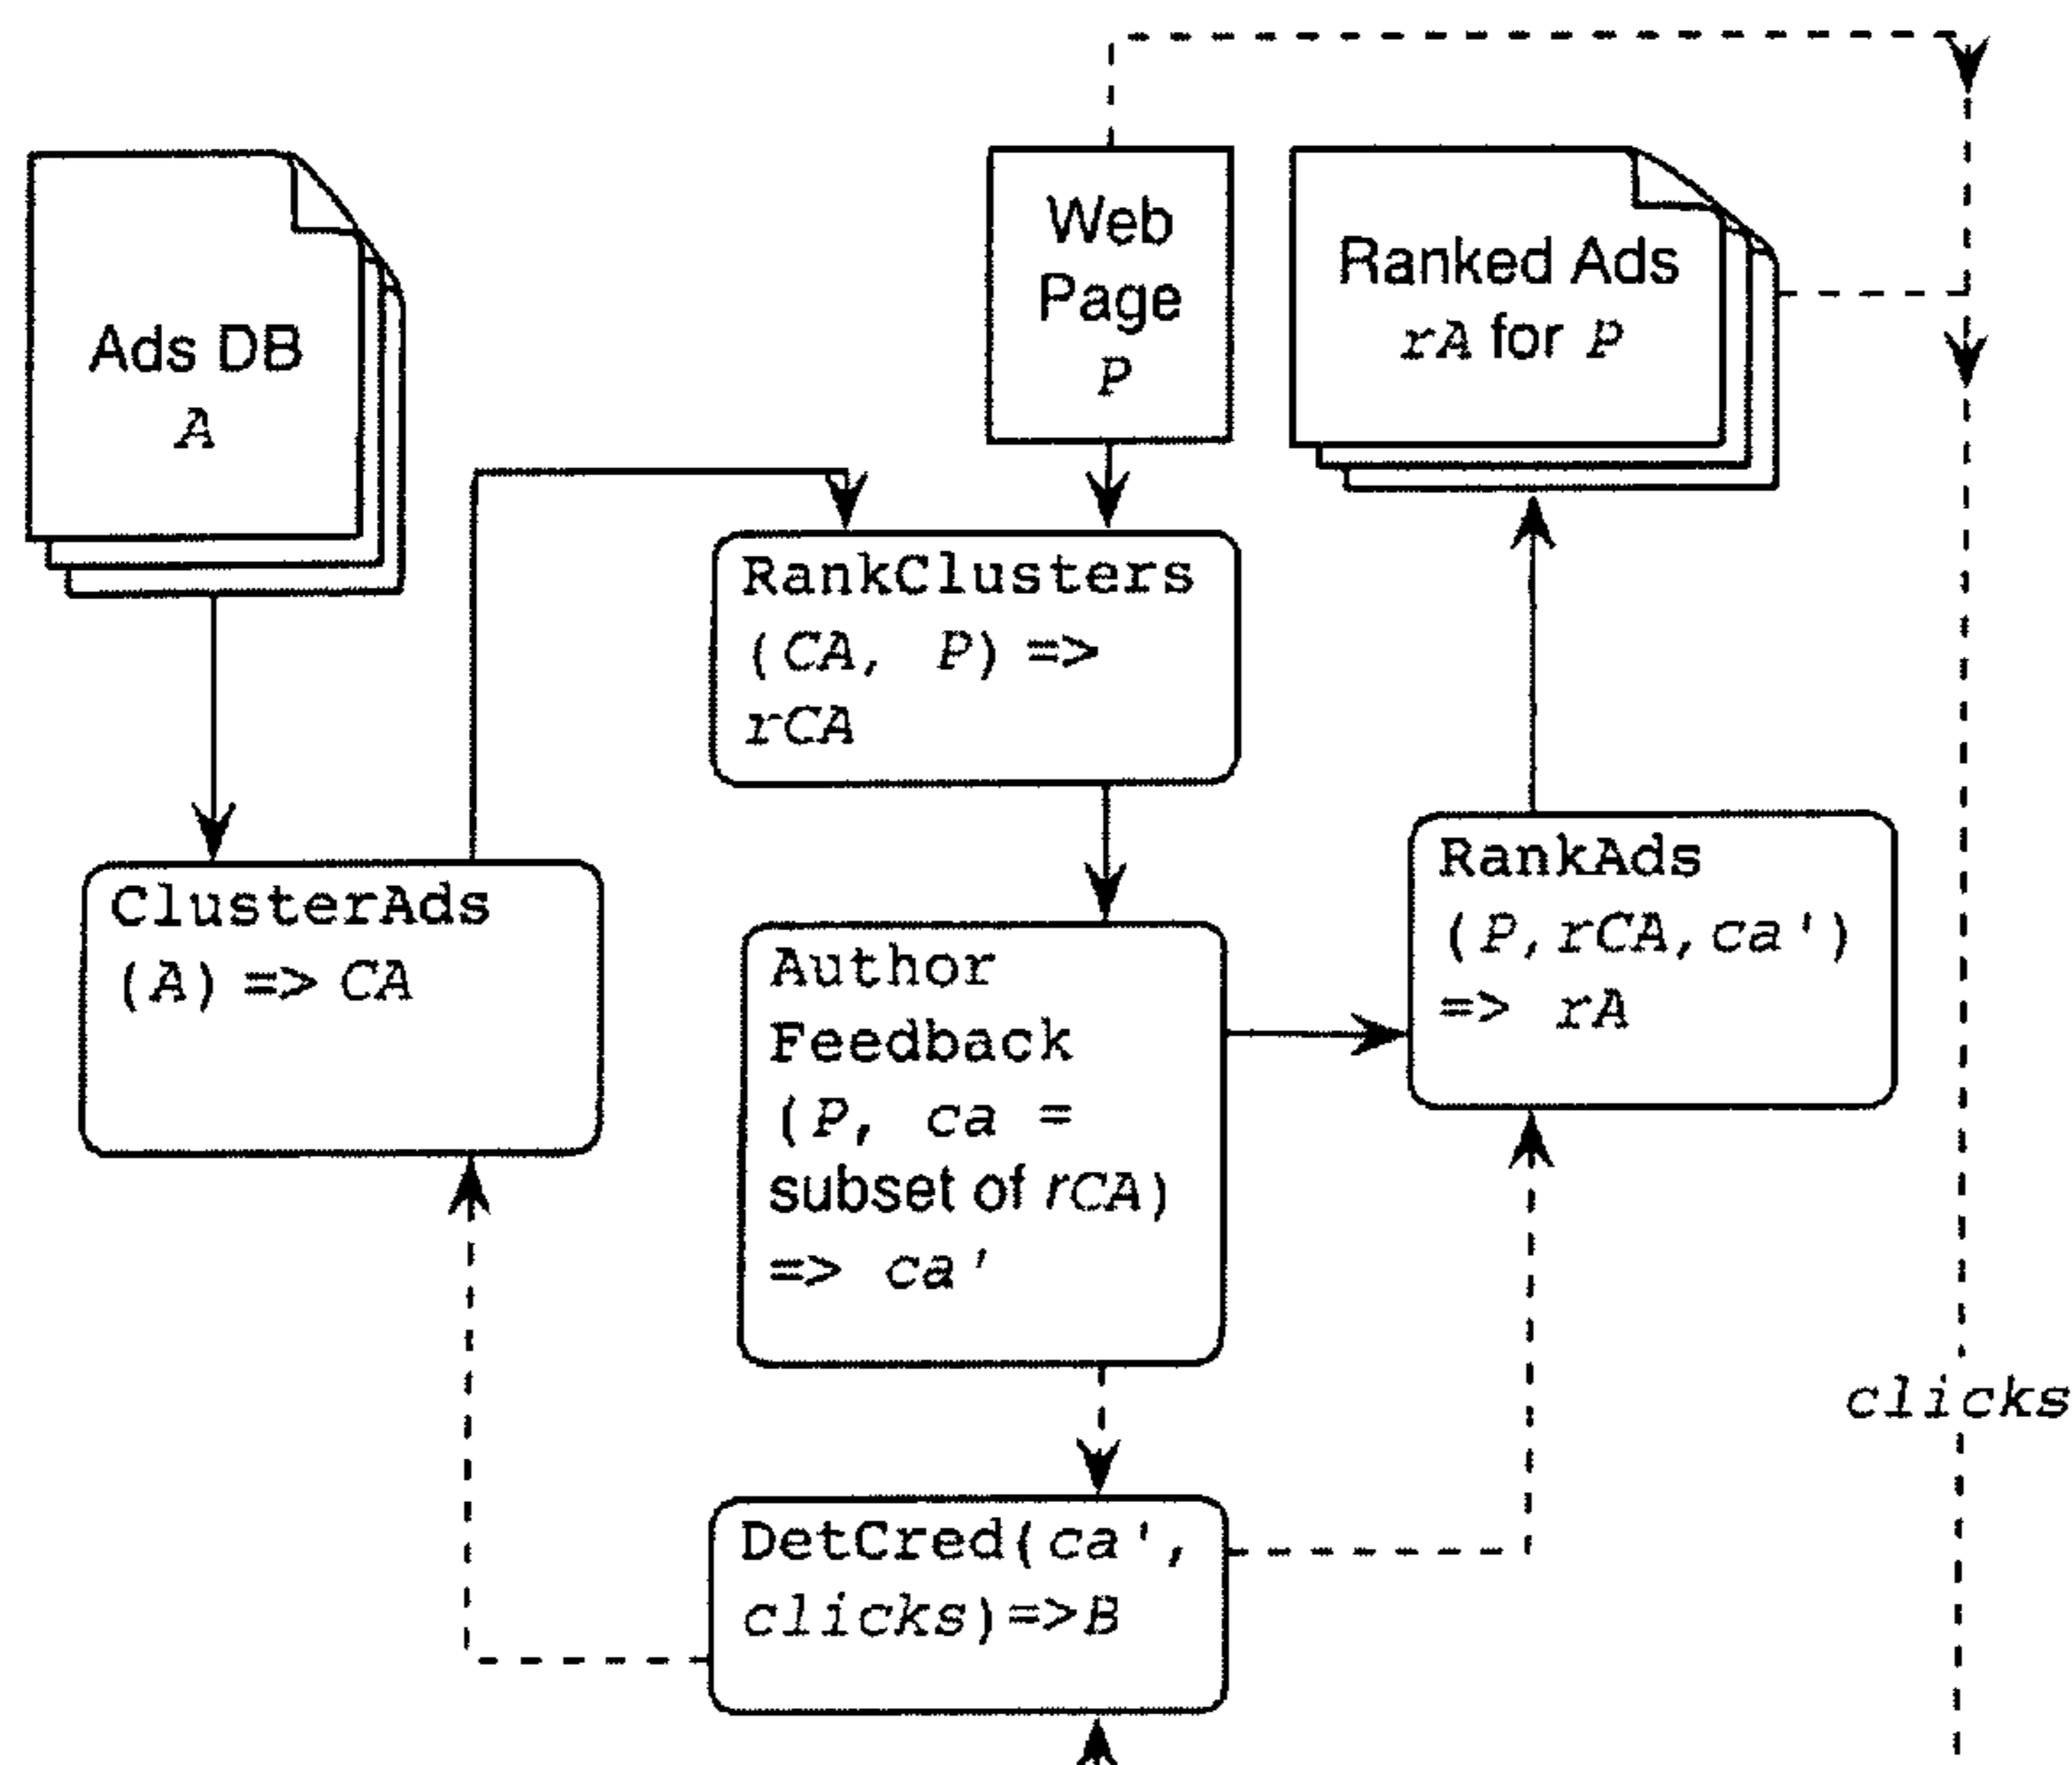 Ads DB
A
Web
Page
P
Ranked Ads
rA for P
RankClusters
(CA, P) =>
rCA
ClusterAds
(A) => CA
Author
Feedback
(P, ca =
subset of rCA)
=> ca'
RankAds
(P,rCA,ca')
=> rA
clicks
DetCred(ca',
clicks)=>B